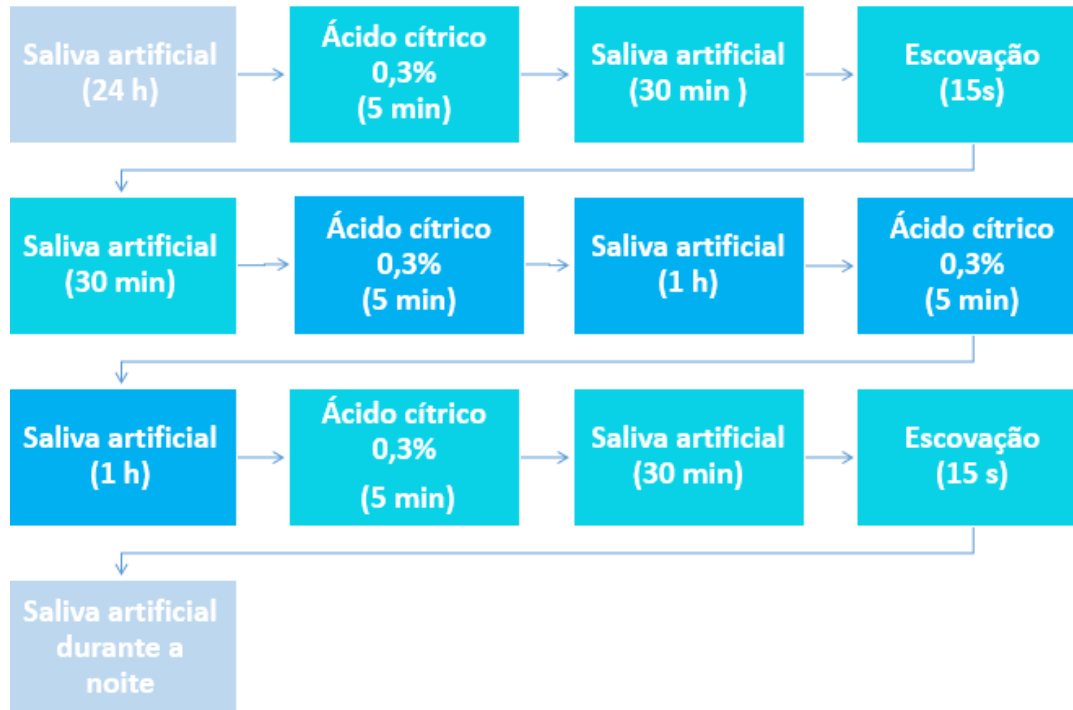 Saliva artificial
(24 h)
Ácido cítrico
0,3%
(5 min)
Saliva artificial
(30 min )
Escovação
(15s)
Saliva artificial
(30 min)
Ácido cítrico
0,3%
(5 min)
Saliva artificial
(1 h)
Ácido cítrico
0,3%
(5 min)
Saliva artificial
(1 h)
Ácido cítrico
0,3%
(5 min)
Saliva artificial
(30 min)
Escovação
(15 s)
Saliva artificial
durante a
noite